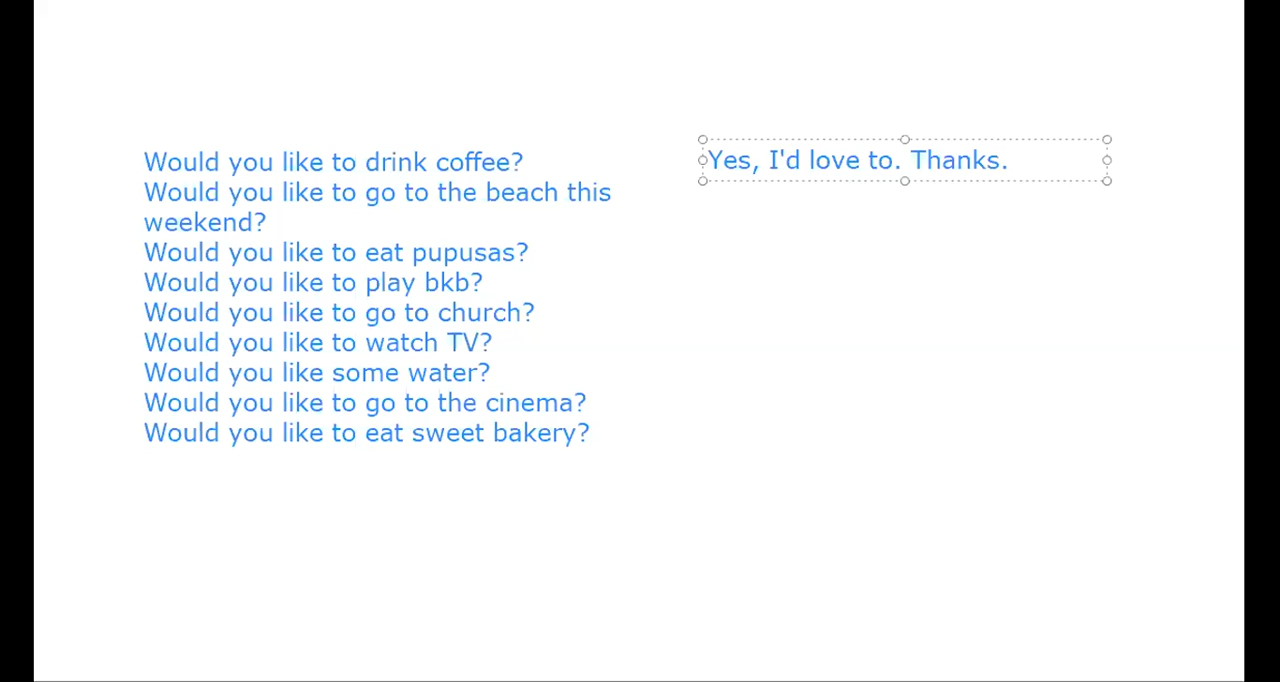 Would you like to drink coffee?
Would you like to go to the beach this
weekend?
Would you like to eat pupusas?
Would you like to play bkb?
Would you like to go to church?
Would you like to watch TV?
Would you like some water?
Would you like to go to the cinema?
Would you like to eat sweet bakery?
Yes, I'd love to. Thanks.